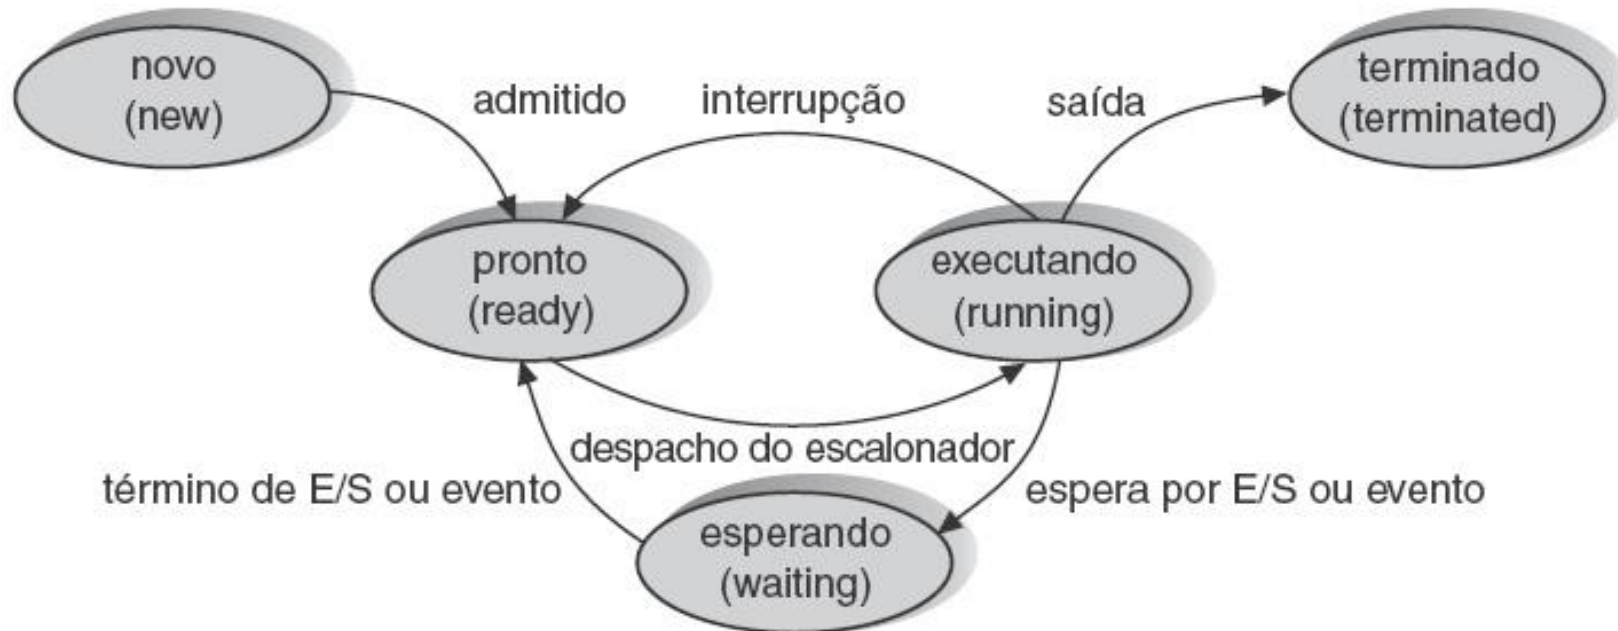 novo
(new)
admitido
interrupção
saída
terminado
(terminated)
pronto
(ready)
executando
(running)
despacho do escalonador
término de E/S ou evento
espera por E/S ou evento
esperando
(waiting)